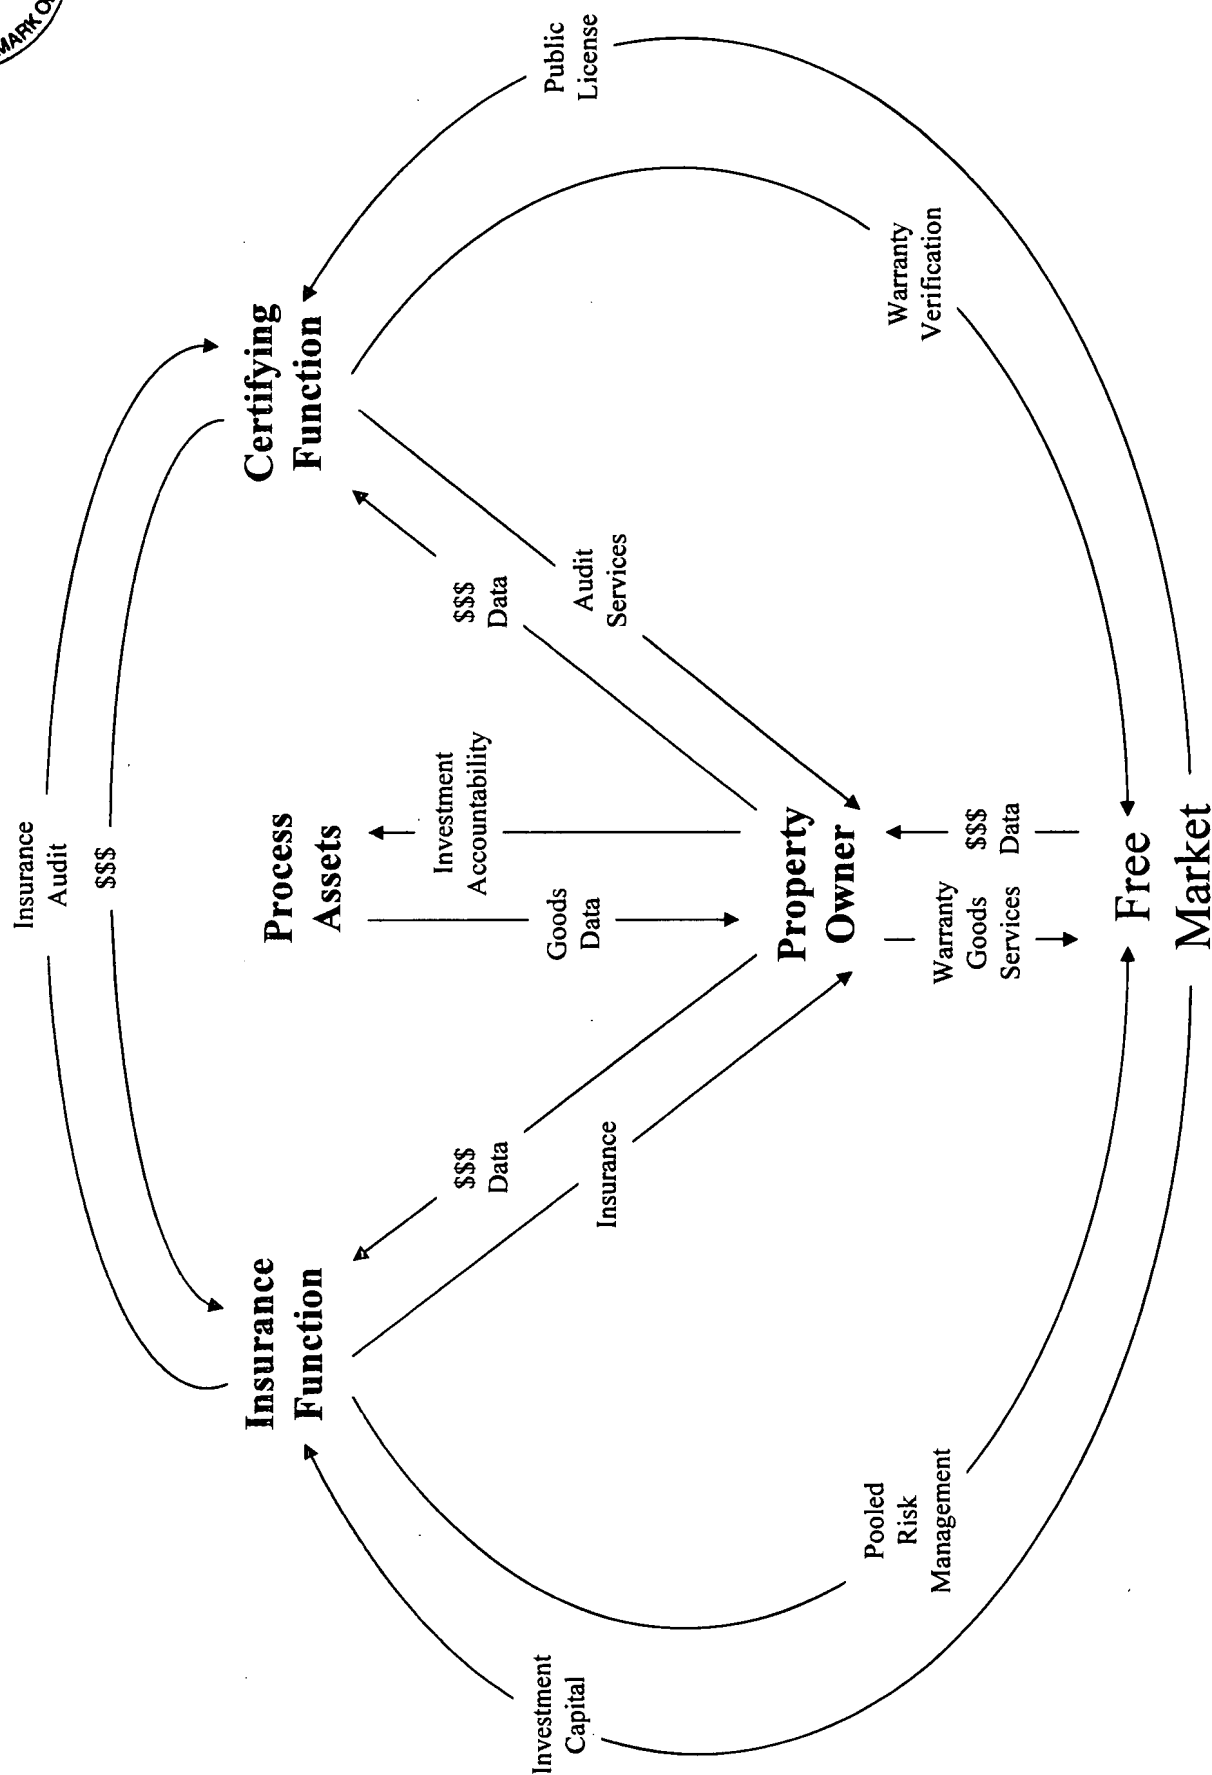 MARK O
Insurance
Audit
$$$
Insurance
Function
Process
Assets
Certifying
Function
Investment
Accountability
$$$
Data
$$$
Data
Investment
Capital
Goods
Data
Public
License
Insurance
Audit
Services
Property
Owner
Pooled
Risk
Management
Warranty
Goods
Services
$$$
Data
Warranty
Verification
Free
Market